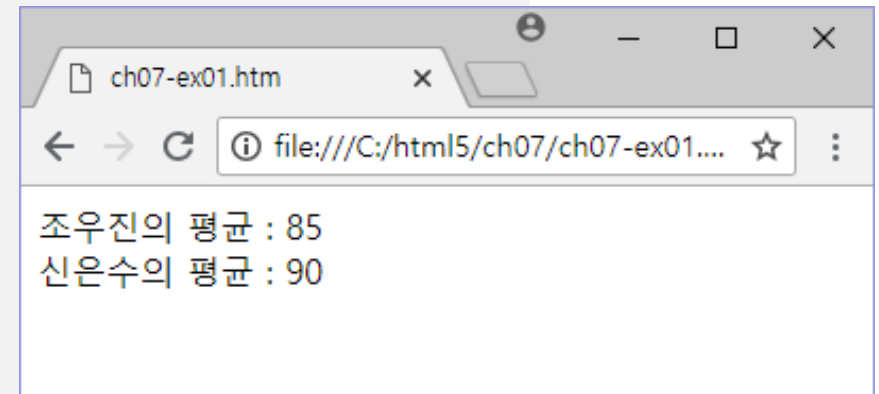 ch07-ex01.htm
file:///C:/html5/ch07/ch07-ex01....
조우진의 평균 : 85
신은수의 평균 : 90